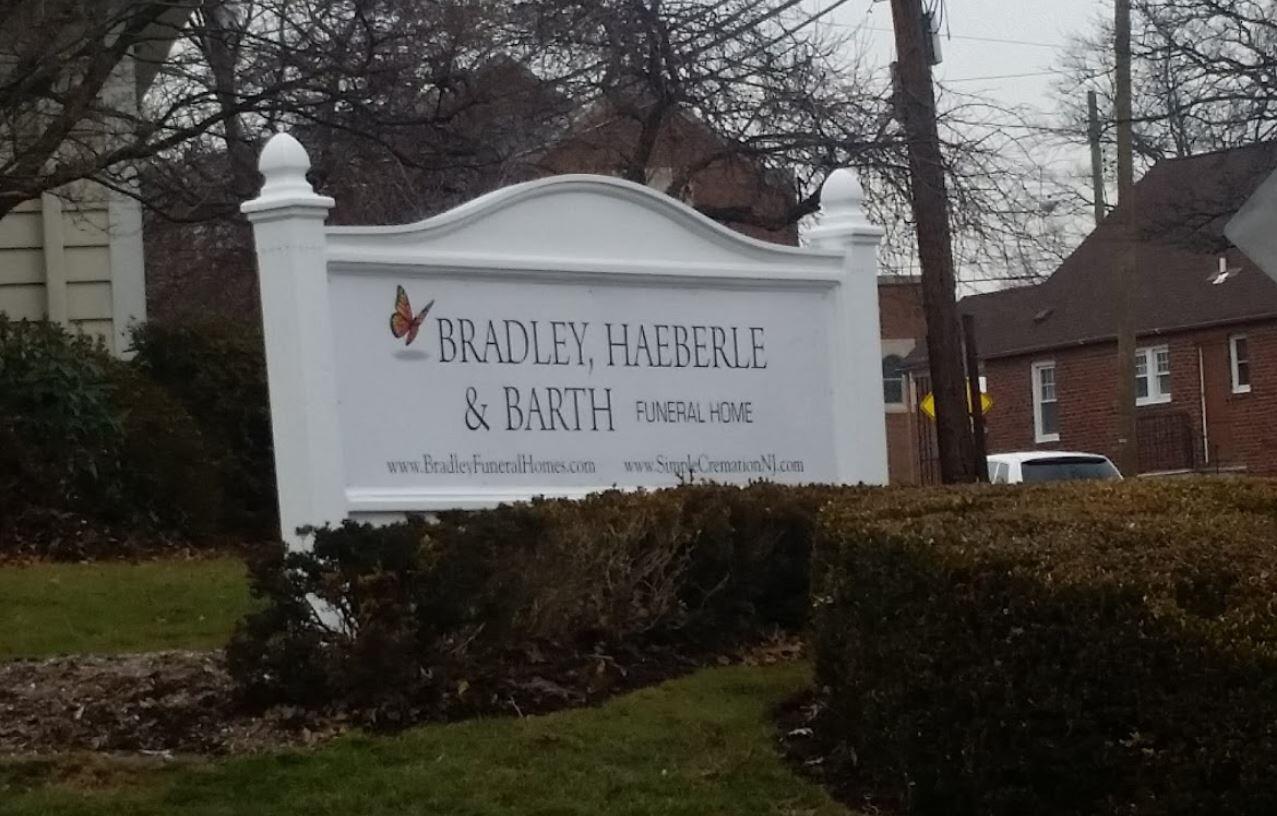 BRADLEY, HAEBERLE
& BARTH FUNERAL HOME
www.BradleyFuneralHomes.com www.SimpleCremationNJ.com